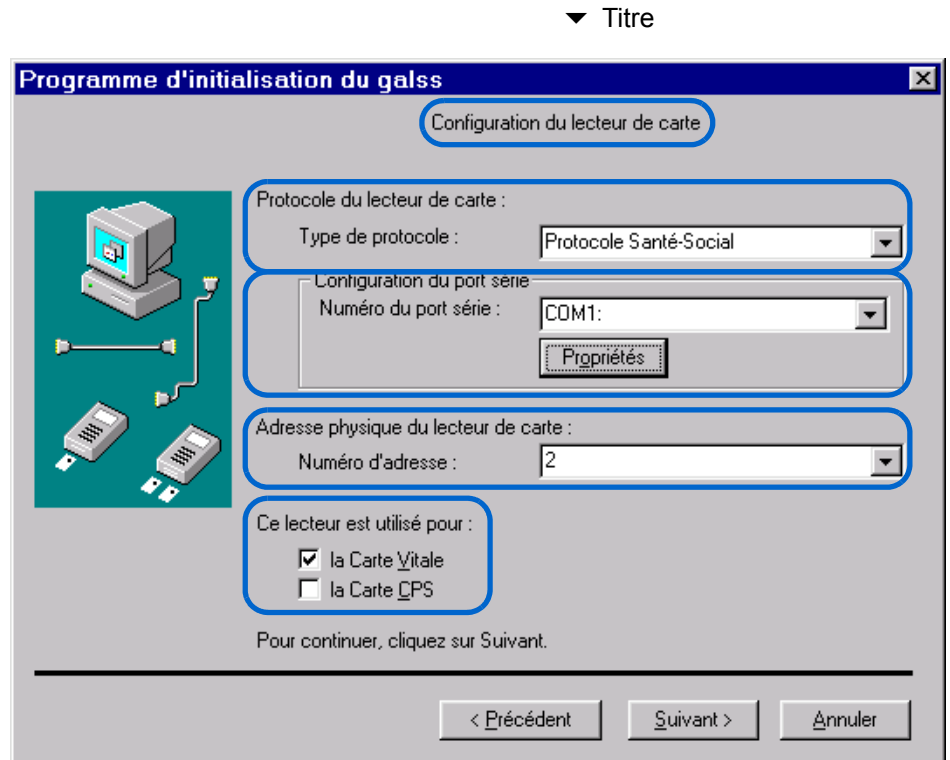 Titre
Programme d'initialisation du galss
Configuration du lecteur de carte
Protocole du lecteur de carte :
Type de protocole : Protocole Santé-Social
Configuration du port série
Numéro du port série : COM1:
Propriétés
Adresse physique du lecteur de carte :
Numéro d'adresse : 2
Ce lecteur est utilisé pour :
la Carte Vitale
la Carte CPS
Pour continuer, cliquez sur Suivant.
< Précédent Suivant > Annuler